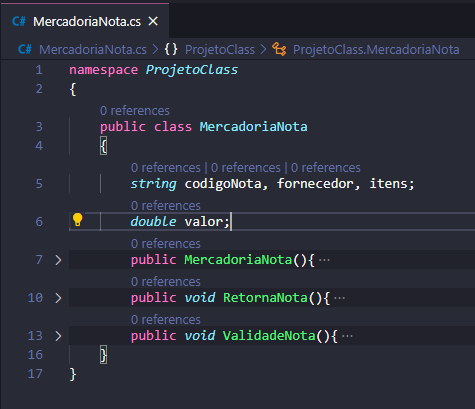 C# MercadoriaNota.cs ×
C# MercadoriaNota.cs > {} ProjetoClass > ProjetoClass.MercadoriaNota
1 namespace ProjetoClass
2 {
0 references
3 public class MercadoriaNota
4 {
0 references | 0 references | 0 references
5 string codigoNota, fornecedor, itens;
0 references
6 double valor;
0 references
7 > public MercadoriaNota(){ ···
0 references
10 > public void RetornaNota(){ ···
0 references
13 > public void ValidadeNota(){ ···
16 }
17 }